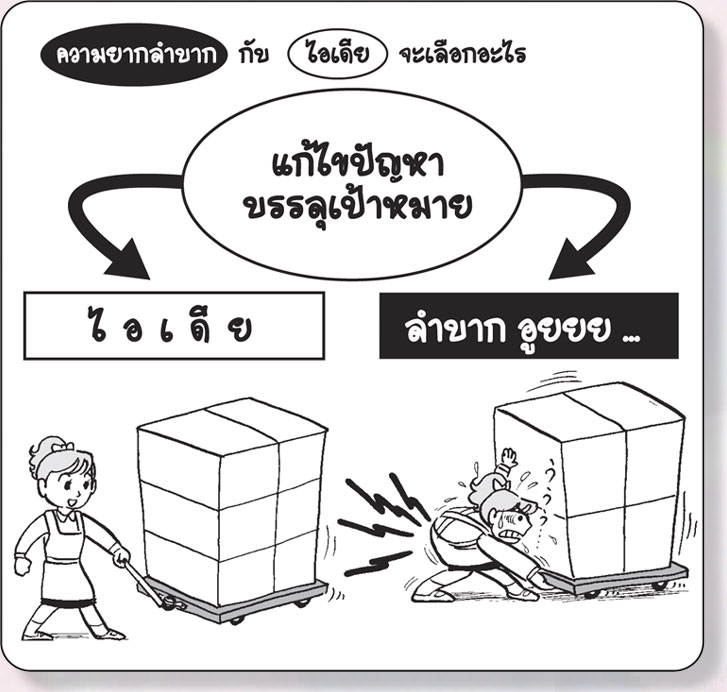 ความยากลำบาก กับ ไอเดีย จะเลือกอะไร
แก้ไขปัญหา
บรรลุเป้าหมาย
ไอเดีย
ลำบาก อูยยย ...